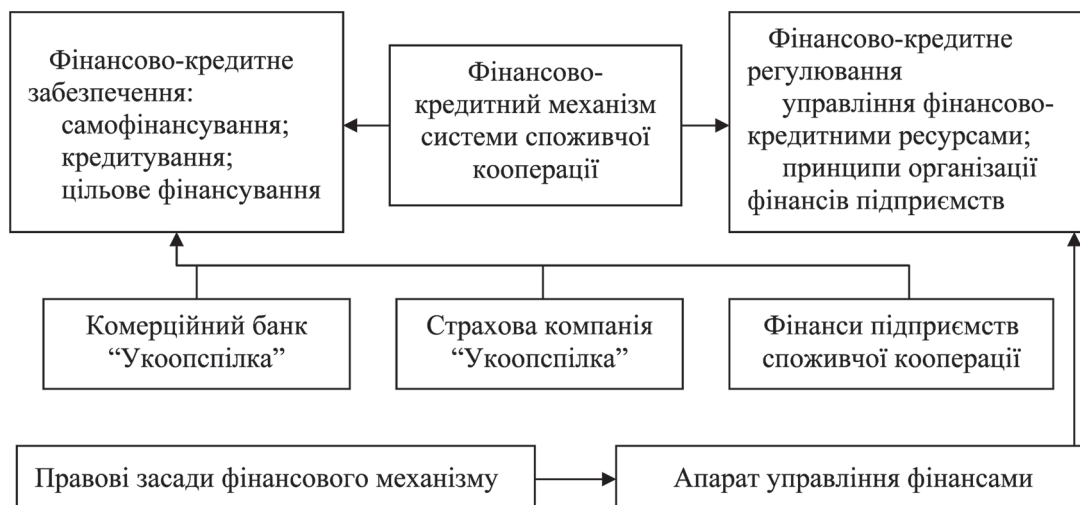 Фінансово-кредитне
забезпечення:
самофінансування;
кредитування;
цільове фінансування
Фінансово-
кредитний механізм
системи споживчої
кооперації
Фінансово-кредитне
регулювання
управління фінансово-
кредитними ресурсами;
принципи організації
фінансів підприємств
Комерційний банк
“Укоопспілка”
Страхова компанія
“Укоопспілка”
Фінанси підприємств
споживчої кооперації
Правові засади фінансового механізму
Апарат управління фінансами